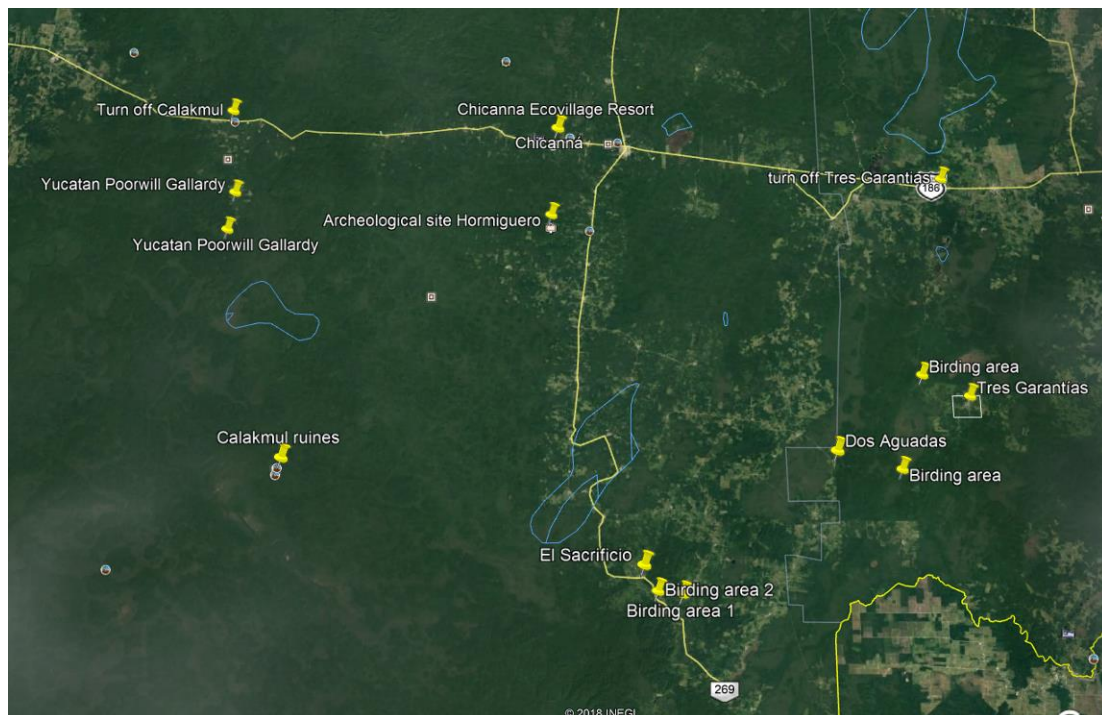 Turn off Calakmul
Chicanna Ecovillage Resort
Chicanná
Yucatan Poorwill Gallardy
turn off Tres Garantias
186
Archeological site Hormiguero
Yucatan Poorwill Gallardy
Birding area
Tres Garantías
Calakmul ruines
Dos Aguadas
Birding area
El Sacrificio
Birding area 2
Birding area 1
269
© 2018 INEGI